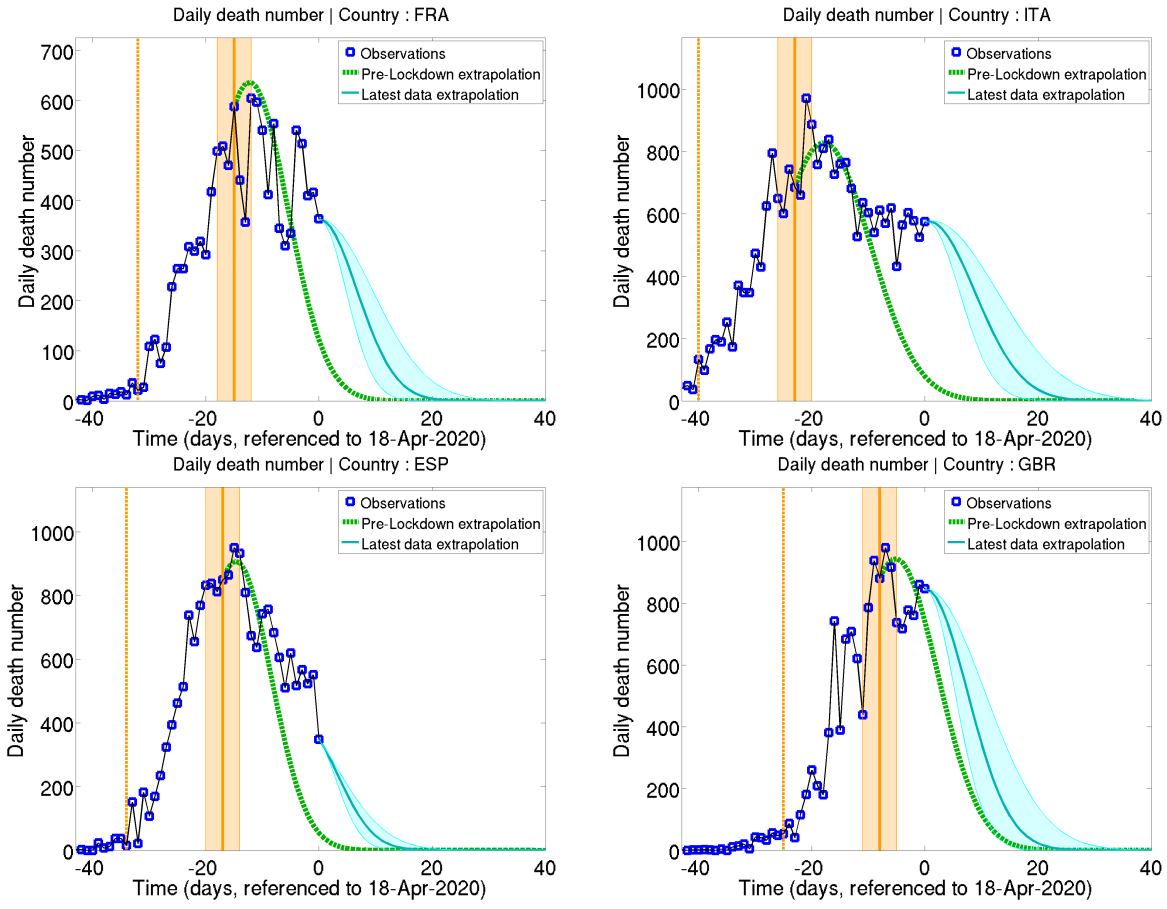 Daily death number | Country : FRA
Daily death number
700
600
500
400
300
200
100
0
Observations
Pre-Lockdown extrapolation
Latest data extrapolation
-40 -20 0 20 40
Time (days, referenced to 18-Apr-2020)
Daily death number | Country : ITA
Daily death number
1000
800
600
400
200
0
Observations
Pre-Lockdown extrapolation
Latest data extrapolation
-40 -20 0 20 40
Time (days, referenced to 18-Apr-2020)
Daily death number | Country : ESP
Daily death number
1000
800
600
400
200
0
Observations
Pre-Lockdown extrapolation
Latest data extrapolation
-40 -20 0 20 40
Time (days, referenced to 18-Apr-2020)
Daily death number | Country : GBR
Daily death number
1000
800
600
400
200
0
Observations
Pre-Lockdown extrapolation
Latest data extrapolation
-40 -20 0 20 40
Time (days, referenced to 18-Apr-2020)